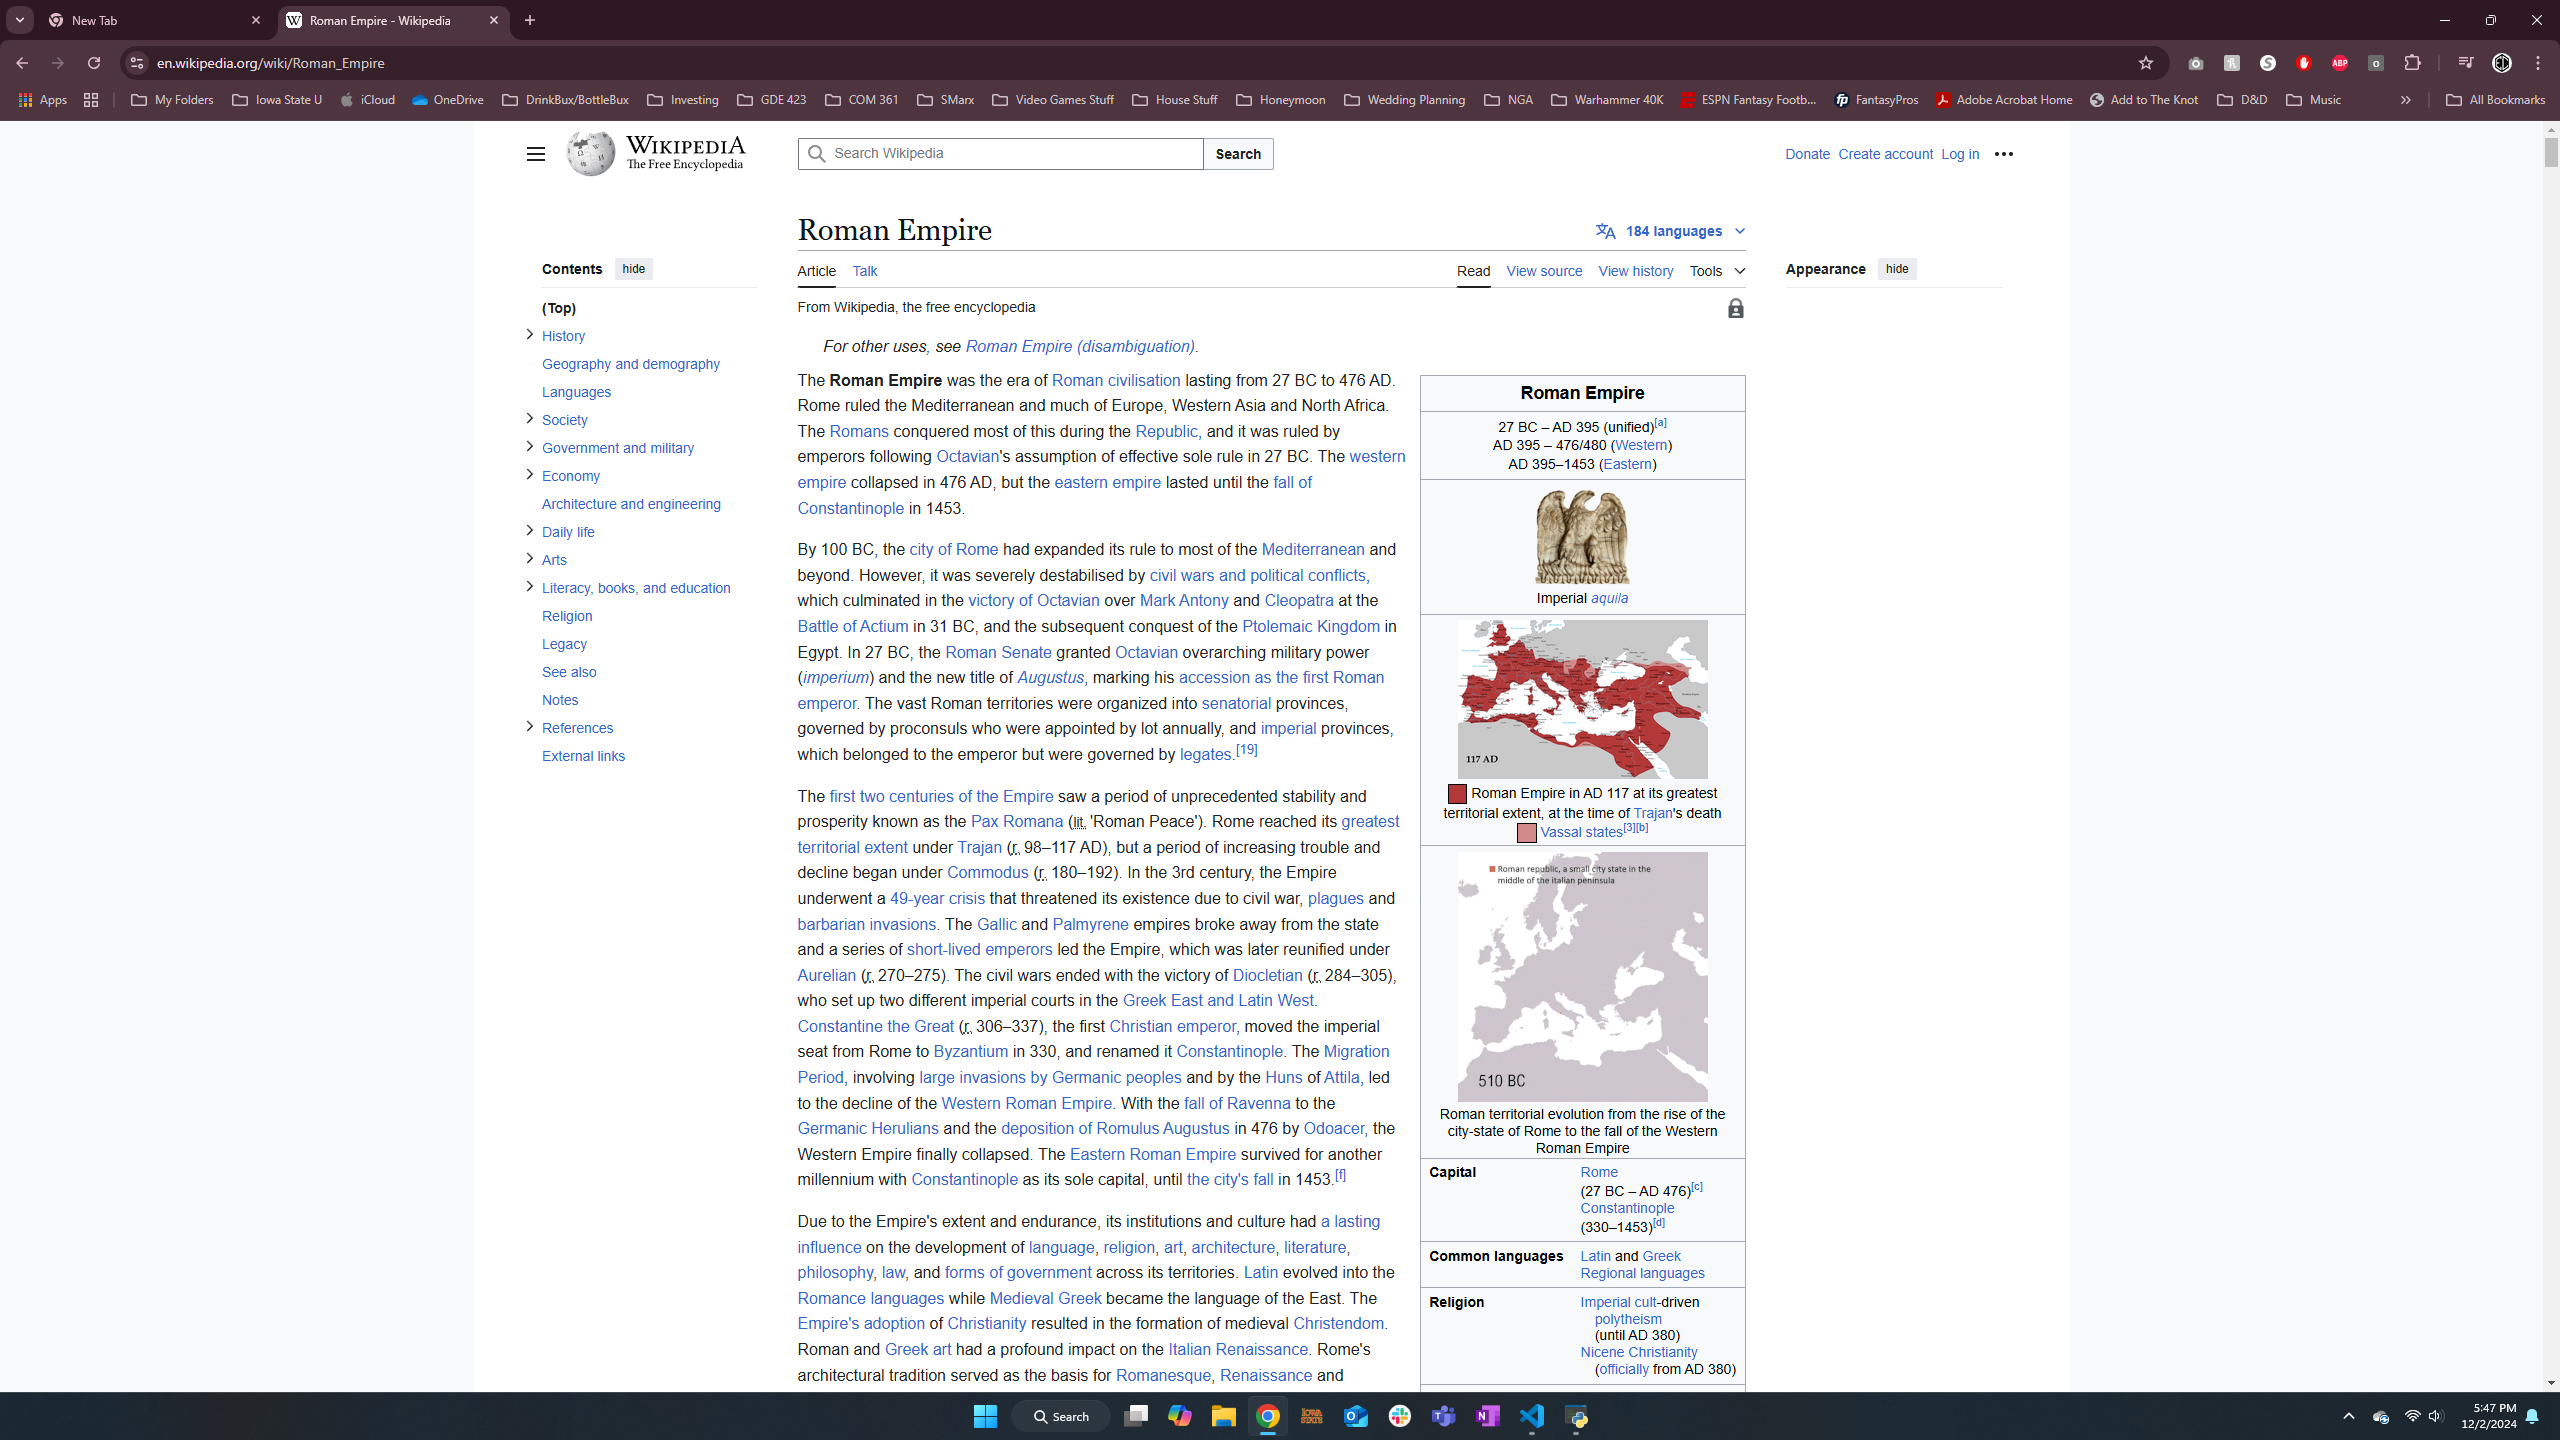 New Tab
Roman Empire - Wikipedia
en.wikipedia.org/wiki/Roman_Empire
Apps
My Folders
Iowa State U
iCloud
OneDrive
DrinkBux/BottleBux
Investing
GDE 423
COM 361
SMarx
Video Games Stuff
House Stuff
Honeymoon
Wedding Planning
NGA
Warhammer 40K
ESPN Fantasy Footb...
FantasyPros
Adobe Acrobat Home
Add to The Knot
D&D
Music
All Bookmarks
WIKIPEDIA
The Free Encyclopedia
Search Wikipedia
Search
Donate Create account Log in
Roman Empire
184 languages
Contents hide
Article Talk
Read View source View history Tools
Appearance hide
(Top)
History
Geography and demography
Languages
Society
Government and military
Economy
Architecture and engineering
Daily life
Arts
Literacy, books, and education
Religion
Legacy
See also
Notes
References
External links
From Wikipedia, the free encyclopedia
For other uses, see Roman Empire (disambiguation).
The Roman Empire was the era of Roman civilisation lasting from 27 BC to 476 AD.
Rome ruled the Mediterranean and much of Europe, Western Asia and North Africa.
The Romans conquered most of this during the Republic, and it was ruled by
emperors following Octavian's assumption of effective sole rule in 27 BC. The western
empire collapsed in 476 AD, but the eastern empire lasted until the fall of
Constantinople in 1453.
By 100 BC, the city of Rome had expanded its rule to most of the Mediterranean and
beyond. However, it was severely destabilised by civil wars and political conflicts,
which culminated in the victory of Octavian over Mark Antony and Cleopatra at the
Battle of Actium in 31 BC, and the subsequent conquest of the Ptolemaic Kingdom in
Egypt. In 27 BC, the Roman Senate granted Octavian overarching military power
(imperium) and the new title of Augustus, marking his accession as the first Roman
emperor. The vast Roman territories were organized into senatorial provinces,
governed by proconsuls who were appointed by lot annually, and imperial provinces,
which belonged to the emperor but were governed by legates.[19]
The first two centuries of the Empire saw a period of unprecedented stability and
prosperity known as the Pax Romana (lit. 'Roman Peace'). Rome reached its greatest
territorial extent under Trajan (r. 98–117 AD), but a period of increasing trouble and
decline began under Commodus (r. 180–192). In the 3rd century, the Empire
underwent a 49-year crisis that threatened its existence due to civil war, plagues and
barbarian invasions. The Gallic and Palmyrene empires broke away from the state
and a series of short-lived emperors led the Empire, which was later reunified under
Aurelian (r. 270–275). The civil wars ended with the victory of Diocletian (r. 284–305),
who set up two different imperial courts in the Greek East and Latin West.
Constantine the Great (r. 306–337), the first Christian emperor, moved the imperial
seat from Rome to Byzantium in 330, and renamed it Constantinople. The Migration
Period, involving large invasions by Germanic peoples and by the Huns of Attila, led
to the decline of the Western Roman Empire. With the fall of Ravenna to the
Germanic Herulians and the deposition of Romulus Augustus in 476 by Odoacer, the
Western Empire finally collapsed. The Eastern Roman Empire survived for another
millennium with Constantinople as its sole capital, until the city's fall in 1453.[f]
Due to the Empire's extent and endurance, its institutions and culture had a lasting
influence on the development of language, religion, art, architecture, literature,
philosophy, law, and forms of government across its territories. Latin evolved into the
Romance languages while Medieval Greek became the language of the East. The
Empire's adoption of Christianity resulted in the formation of medieval Christendom.
Roman and Greek art had a profound impact on the Italian Renaissance. Rome's
architectural tradition served as the basis for Romanesque, Renaissance and
Roman Empire
27 BC – AD 395 (unified)[a]
AD 395 – 476/480 (Western)
AD 395–1453 (Eastern)
Imperial aquila
117 AD
Roman Empire in AD 117 at its greatest
territorial extent, at the time of Trajan's death
Vassal states[3][b]
Roman republic, a small city state in the
middle of the italian peninsula
510 BC
Roman territorial evolution from the rise of the
city-state of Rome to the fall of the Western
Roman Empire
Capital Rome
(27 BC – AD 476)[c]
Constantinople
(330–1453)[d]
Common languages Latin and Greek
Regional languages
Religion Imperial cult-driven
polytheism
(until AD 380)
Nicene Christianity
(officially from AD 380)
Search
5:47 PM
12/2/2024